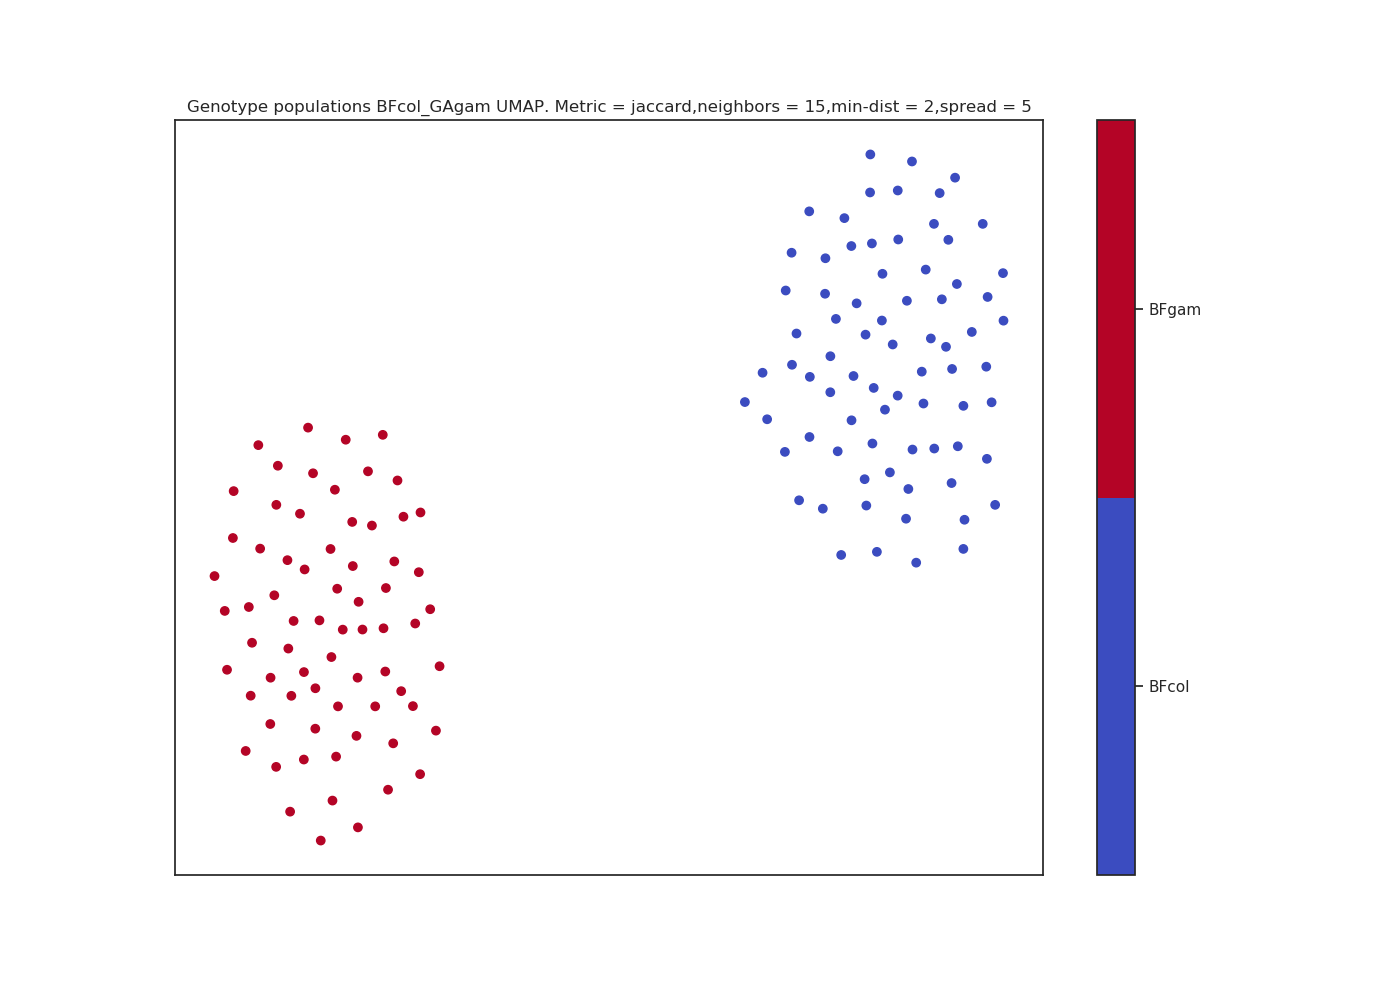 Genotype populations BFcol_GAgam UMAP. Metric = jaccard,neighbors = 15,min-dist = 2,spread = 5
BFgam
BFcol